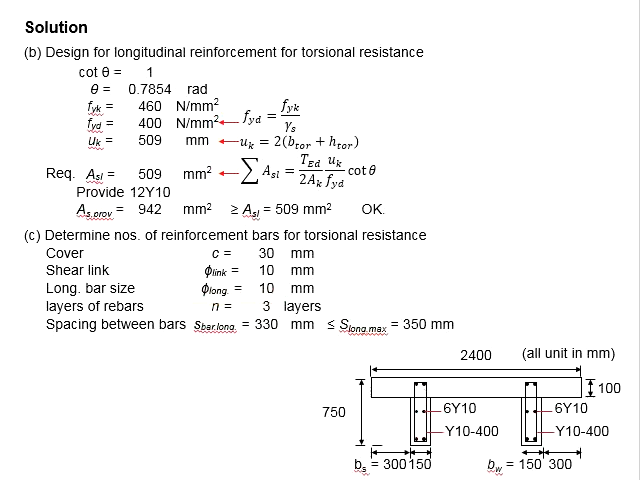 Solution
(b) Design for longitudinal reinforcement for torsional resistance
cot θ = 1
θ = 0.7854 rad
fyk = 460 N/mm²
fyd = 400 N/mm² fyd = fyk / γs
uk = 509 mm uk = 2(btor + htor)
Req. Asl = 509 mm² ∑ Asl = TEd / 2Ak uk / fyd cot θ
Provide 12Y10
As,prov = 942 mm² ≥ Asl = 509 mm² OK.
(c) Determine nos. of reinforcement bars for torsional resistance
Cover c = 30 mm
Shear link ϕlink = 10 mm
Long. bar size ϕlong. = 10 mm
layers of rebars n = 3 layers
Spacing between bars sbar.long. = 330 mm ≤ Slong.max = 350 mm
2400 (all unit in mm)
100
750
6Y10 6Y10
Y10-400 Y10-400
bs = 300 150 bw = 150 300